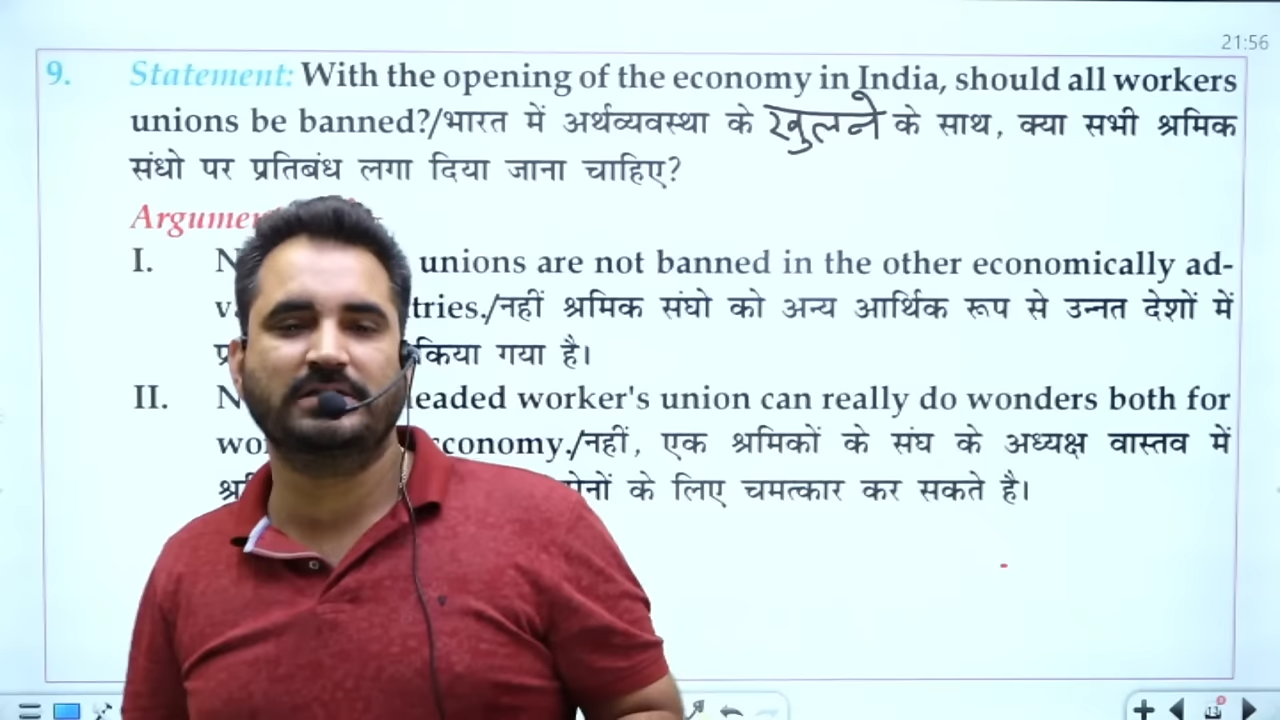 21:56
9. Statement: With the opening of the economy in India, should all workers
unions be banned?/भारत में अर्थव्यवस्था के खुलने के साथ, क्या सभी श्रमिक
संघो पर प्रतिबंध लगा दिया जाना चाहिए?
I. unions are not banned in the other economically ad-
नहीं श्रमिक संघो को अन्य आर्थिक रूप से उन्नत देशों में
किया गया है।
II. worker's union can really do wonders both for
नहीं, एक श्रमिकों के संघ के अध्यक्ष वास्तव में
के लिए चमत्कार कर सकते है।